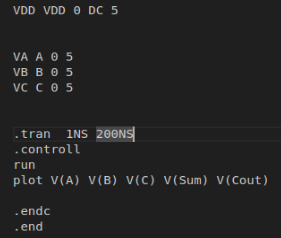 VDD VDD 0 DC 5
VA A 0 5
VB B 0 5
VC C 0 5
.tran  1NS 200NS
.controll
run
plot V(A) V(B) V(C) V(Sum) V(Cout)
.endc
.end